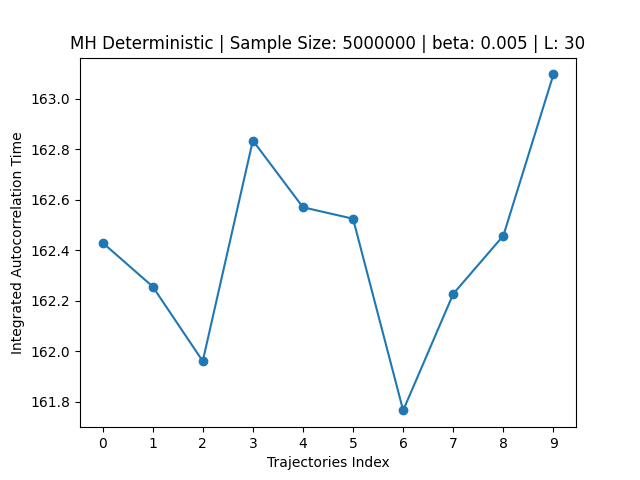 MH Deterministic | Sample Size: 5000000 | beta: 0.005 | L: 30
Integrated Autocorrelation Time
163.0
162.8
162.6
162.4
162.2
162.0
161.8
0 1 2 3 4 5 6 7 8 9
Trajectories Index